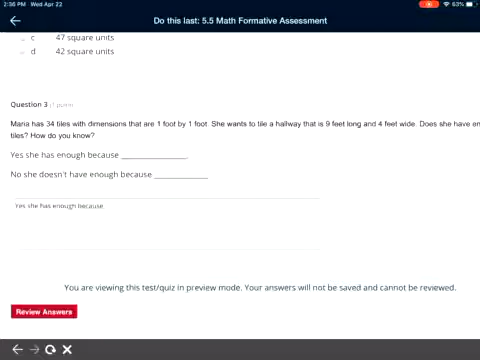 2:36 PM Wed Apr 22
63%
Do this last: 5.5 Math Formative Assessment
c 47 square units
d 42 square units
Question 3
Maria has 34 tiles with dimensions that are 1 foot by 1 foot. She wants to tile a hallway that is 9 feet long and 4 feet wide. Does she have en
tiles? How do you know?
Yes she has enough because ____________.
No she doesn't have enough because __________
Yes she has enough because
You are viewing this test/quiz in preview mode. Your answers will not be saved and cannot be reviewed.
Review Answers